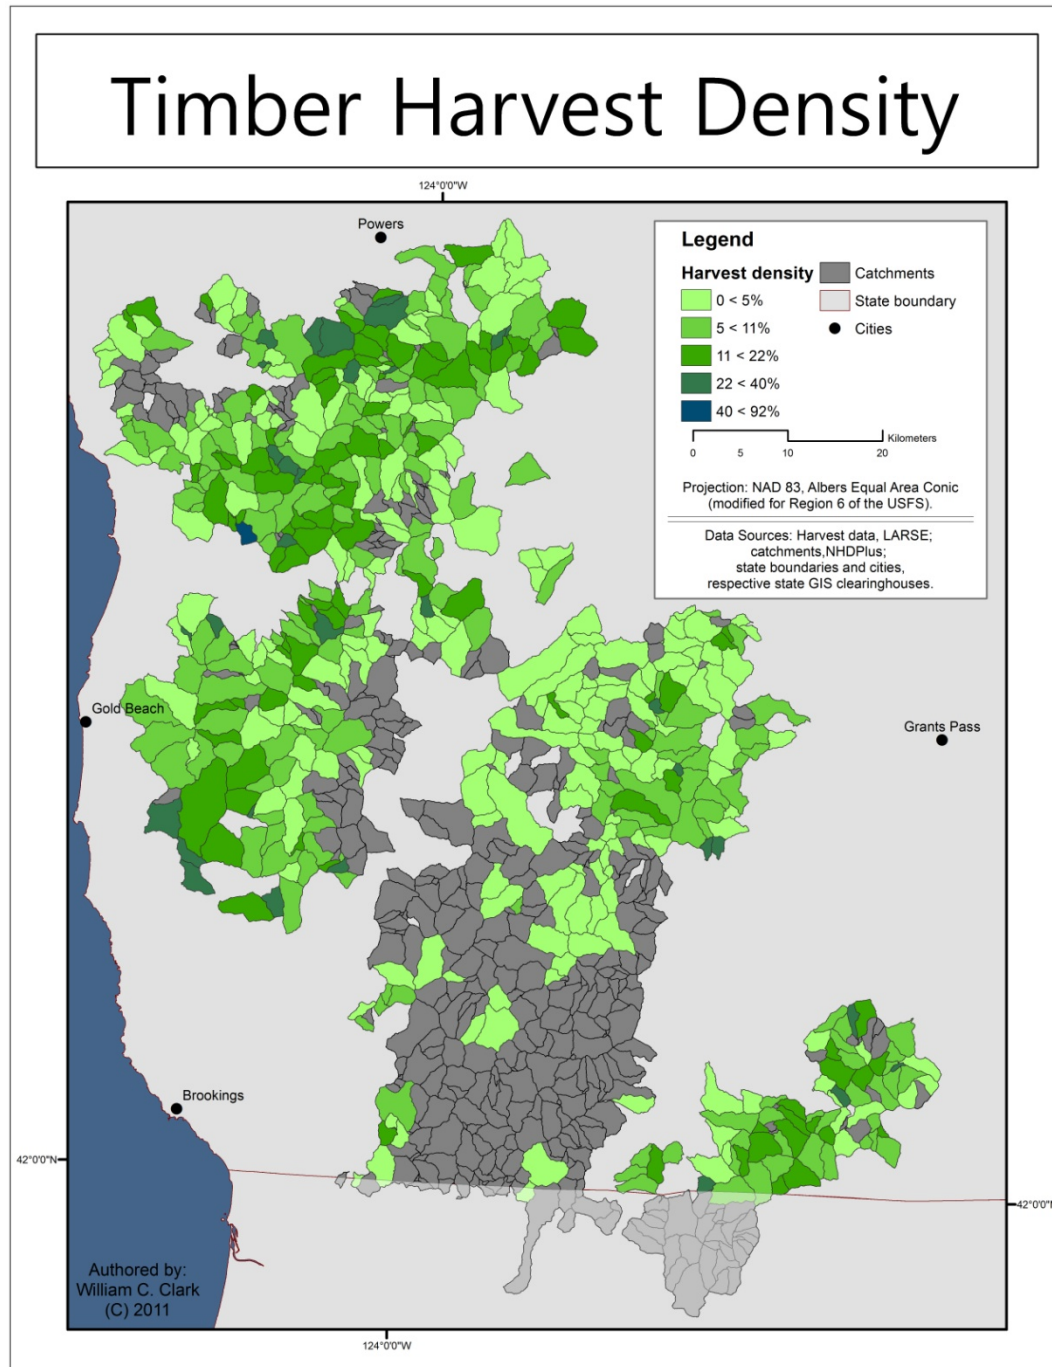 Timber Harvest Density
124°0'0"W
Powers
Legend
Harvest density
0 < 5%
5 < 11%
11 < 22%
22 < 40%
40 < 92%
Catchments
State boundary
Cities
Kilometers
0 5 10 20
Projection: NAD 83, Albers Equal Area Conic
(modified for Region 6 of the USFS).
Data Sources: Harvest data, LARSE;
catchments,NHDPlus;
state boundaries and cities,
respective state GIS clearinghouses.
Gold Beach
Grants Pass
Brookings
42°0'0"N
42°0'0"N
Authored by:
William C. Clark
(C) 2011
124°0'0"W